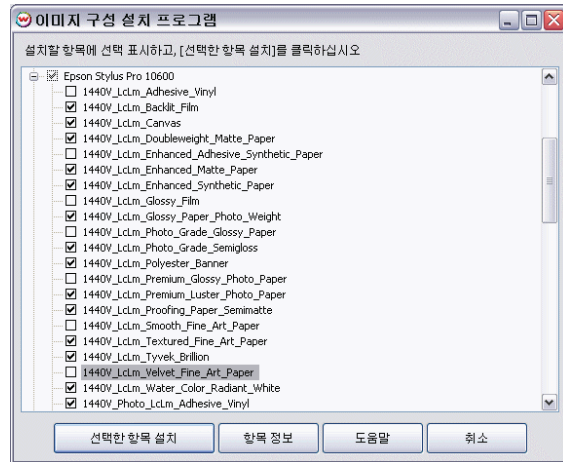 이미지 구성 설치 프로그램
설치할 항목에 선택 표시하고, [선택한 항목 설치]를 클릭하십시오
Epson Stylus Pro 10600
1440V_LcLm_Adhesive_Vinyl
1440V_LcLm_Backlit_Film
1440V_LcLm_Canvas
1440V_LcLm_Doubleweight_Matte_Paper
1440V_LcLm_Enhanced_Adhesive_Synthetic_Paper
1440V_LcLm_Enhanced_Matte_Paper
1440V_LcLm_Enhanced_Synthetic_Paper
1440V_LcLm_Glossy_Film
1440V_LcLm_Glossy_Paper_Photo_Weight
1440V_LcLm_Photo_Grade_Glossy_Paper
1440V_LcLm_Photo_Grade_Semigloss
1440V_LcLm_Polyester_Banner
1440V_LcLm_Premium_Glossy_Photo_Paper
1440V_LcLm_Premium_Luster_Photo_Paper
1440V_LcLm_Proofing_Paper_Semimatte
1440V_LcLm_Smooth_Fine_Art_Paper
1440V_LcLm_Textured_Fine_Art_Paper
1440V_LcLm_Tyvek_Brillion
1440V_LcLm_Velvet_Fine_Art_Paper
1440V_LcLm_Water_Color_Radiant_White
1440V_Photo_LcLm_Adhesive_Vinyl
선택한 항목 설치 항목 정보 도움말 취소